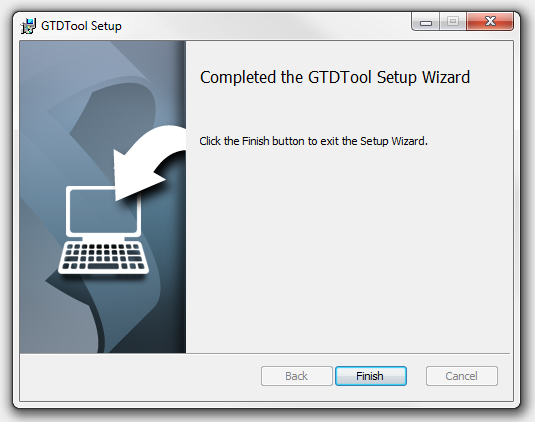 GTDTool Setup
Completed the GTDTool Setup Wizard
Click the Finish button to exit the Setup Wizard.
Back
Finish
Cancel